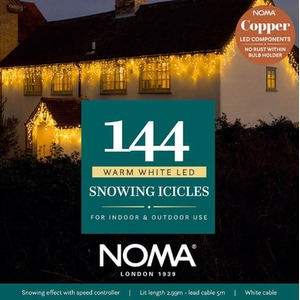 NOMA®
Copper
LED COMPONENTS
NO RUST WITHIN
BULB HOLDER
144
WARM WHITE LED
SNOWING ICICLES
FOR INDOOR & OUTDOOR USE
NOMA®
LONDON 1939
Snowing effect with speed controller | Lit length 2.99m - lead cable 5m | White cable